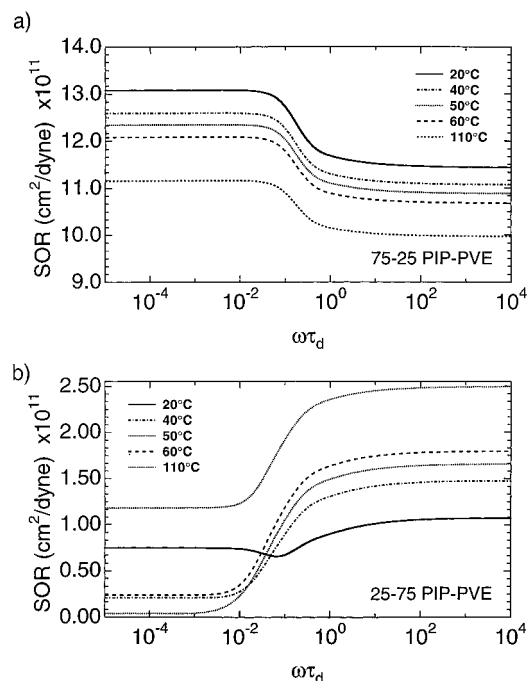 a)
14.0
13.0
12.0
11.0
10.0
9.0
SOR (cm²/dyne) x10¹¹
20°C
40°C
50°C
60°C
110°C
75-25 PIP-PVE
10⁻⁴
10⁻²
10⁰
10²
10⁴
ωτd
b)
2.50
2.00
1.50
1.00
0.50
0.00
SOR (cm²/dyne) x10¹¹
20°C
40°C
50°C
60°C
110°C
25-75 PIP-PVE
10⁻⁴
10⁻²
10⁰
10²
10⁴
ωτd